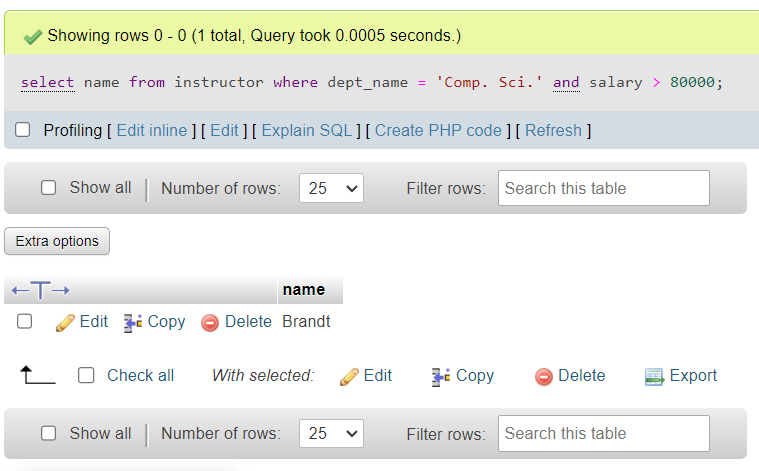 Showing rows 0 - 0 (1 total, Query took 0.0005 seconds.)
select name from instructor where dept_name = 'Comp. Sci.' and salary > 80000;
Profiling [ Edit inline ] [ Edit ] [ Explain SQL ] [ Create PHP code ] [ Refresh ]
Show all Number of rows: 25 Filter rows: Search this table
Extra options
name
Edit Copy Delete Brandt
Check all With selected: Edit Copy Delete Export
Show all Number of rows: 25 Filter rows: Search this table